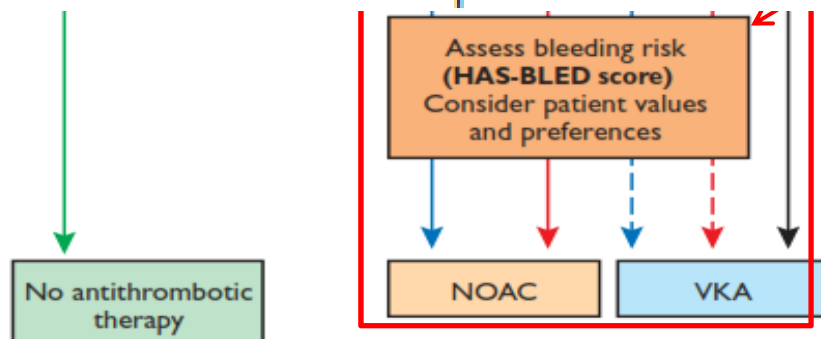 Assess bleeding risk
(HAS-BLED score)
Consider patient values
and preferences
No antithrombotic
therapy
NOAC
VKA